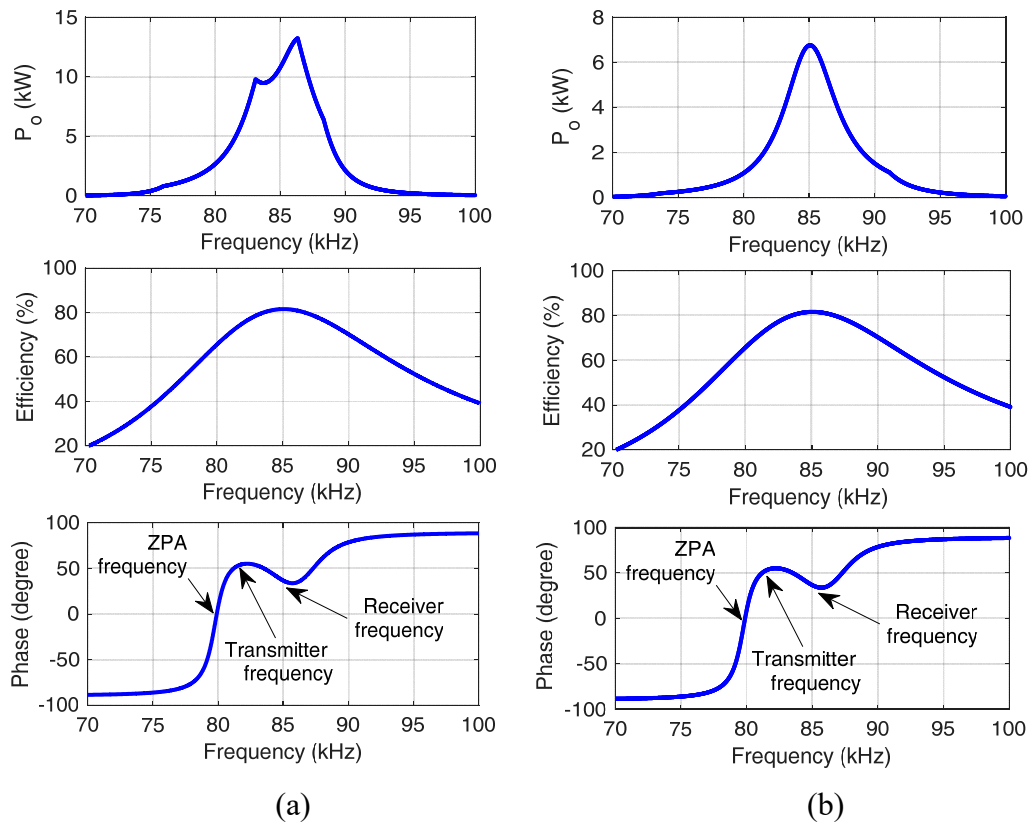 15
10
5
0
P_o (kW)
70 75 80 85 90 95 100
Frequency (kHz)
100
80
60
40
20
Efficiency (%)
70 75 80 85 90 95 100
Frequency (kHz)
100
50
0
-50
-100
Phase (degree)
ZPA
frequency
Transmitter
frequency
Receiver
frequency
70 75 80 85 90 95 100
Frequency (kHz)
(a)
8
6
4
2
0
P_o (kW)
70 75 80 85 90 95 100
Frequency (kHz)
100
80
60
40
20
Efficiency (%)
70 75 80 85 90 95 100
Frequency (kHz)
100
50
0
-50
-100
Phase (degree)
ZPA
frequency
Transmitter
frequency
Receiver
frequency
70 75 80 85 90 95 100
Frequency (kHz)
(b)